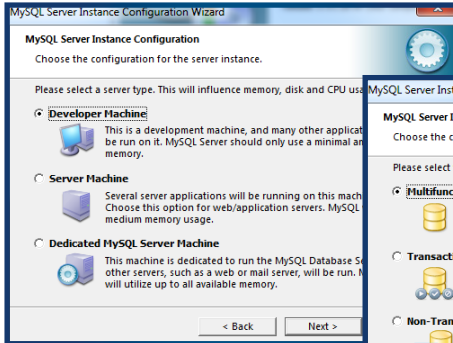 MySQL Server Instance Configuration Wizard
MySQL Server Instance Configuration
Choose the configuration for the server instance.
Please select a server type. This will influence memory, disk and CPU usa
Developer Machine
This is a development machine, and many other applicat
be run on it. MySQL Server should only use a minimal am
memory.
Server Machine
Several server applications will be running on this mach
Choose this option for web/application servers. MySQL
medium memory usage.
Dedicated MySQL Server Machine
This machine is dedicated to run the MySQL Database Se
other servers, such as a web or mail server, will be run. M
will utilize up to all available memory.
< Back
Next >
MySQL Server Inst
MySQL Server I
Choose the c
Please select
Multifunc
Transacti
Non-Tran